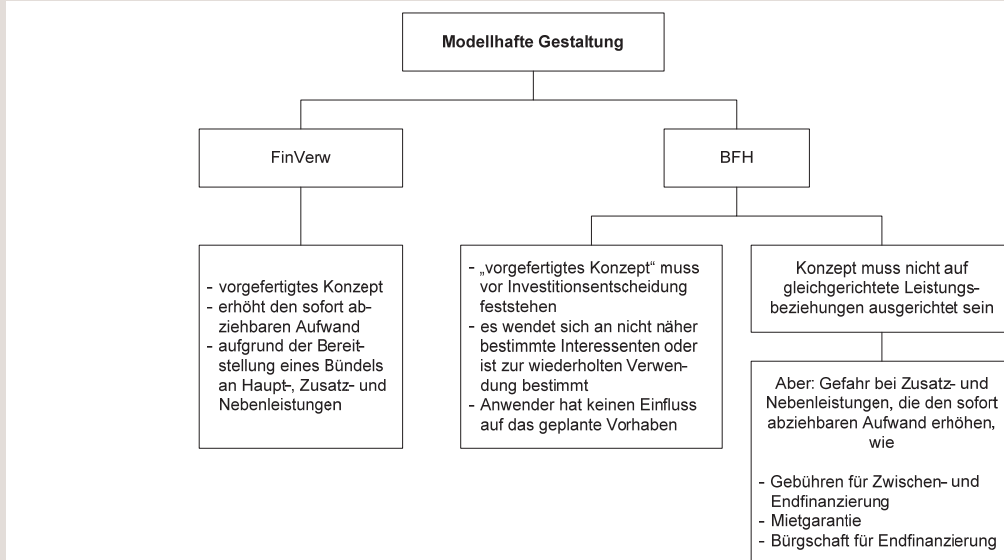 Modellhafte Gestaltung
FinVerw
BFH
- vorgefertigtes Konzept
- erhöht den sofort ab-
ziehbaren Aufwand
- aufgrund der Bereit-
stellung eines Bündels
an Haupt-, Zusatz- und
Nebenleistungen
- „vorgefertigtes Konzept“ muss
vor Investitionsentscheidung
feststehen
- es wendet sich an nicht näher
bestimmte Interessenten oder
ist zur wiederholten Verwen-
dung bestimmt
- Anwender hat keinen Einfluss
auf das geplante Vorhaben
Konzept muss nicht auf
gleichgerichtete Leistungs-
beziehungen ausgerichtet sein
Aber: Gefahr bei Zusatz- und
Nebenleistungen, die den sofort
abziehbaren Aufwand erhöhen,
wie
- Gebühren für Zwischen- und
Endfinanzierung
- Mietgarantie
- Bürgschaft für Endfinanzierung